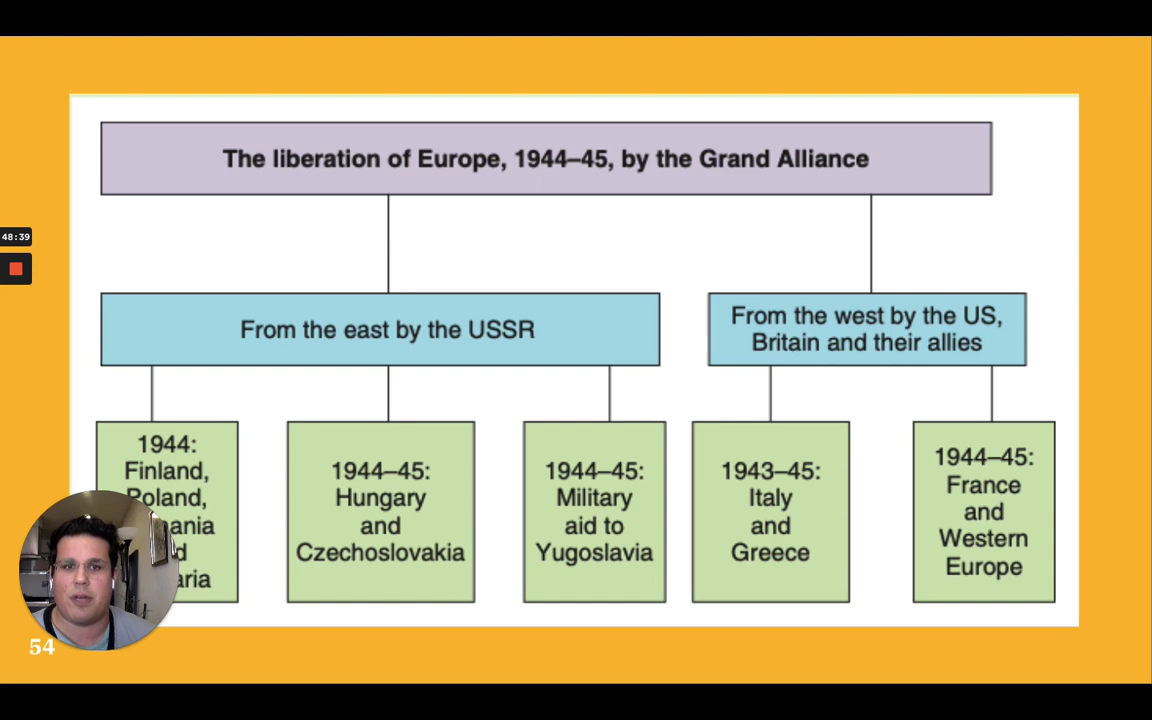 The liberation of Europe, 1944–45, by the Grand Alliance
48:39
From the east by the USSR
From the west by the US,
Britain and their allies
1944:
Finland,
Poland,
1944–45:
Hungary
and
Czechoslovakia
1944–45:
Military
aid to
Yugoslavia
1943–45:
Italy
and
Greece
1944–45:
France
and
Western
Europe
54